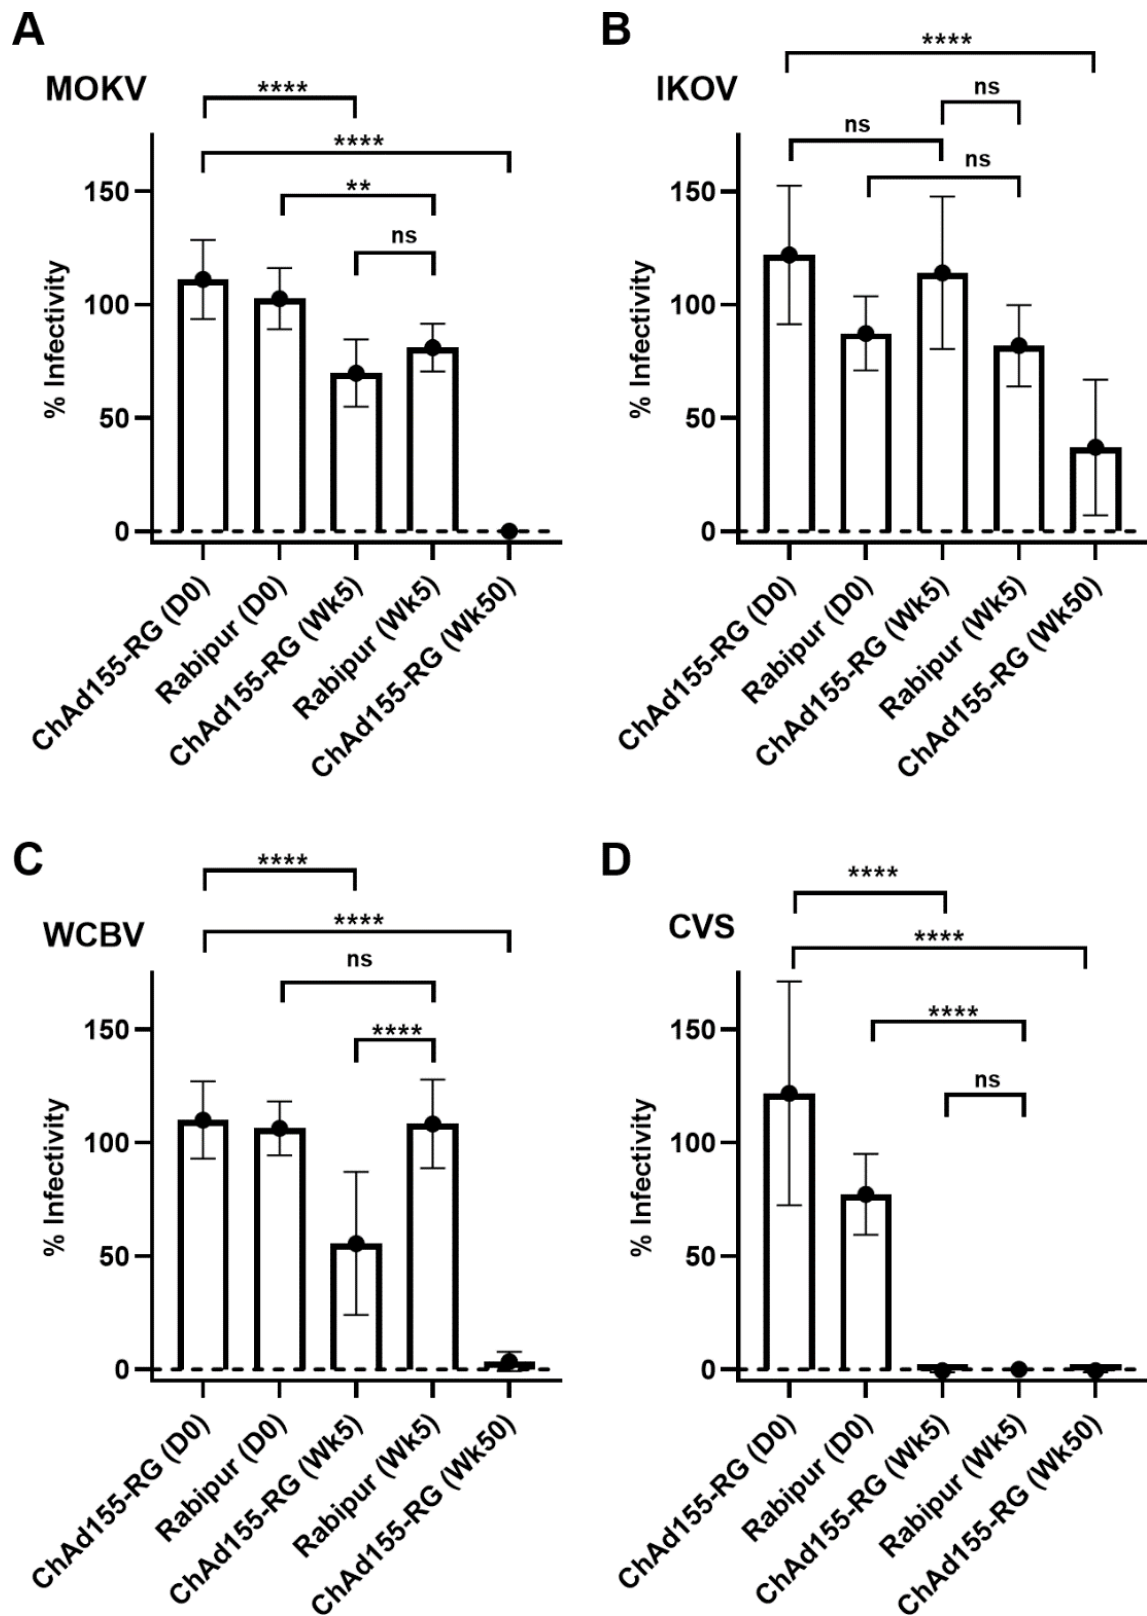 A
MOKV
****
****
**
ns
% Infectivity
150
100
50
0
ChAd155-RG (D0)
Rabipur (D0)
ChAd155-RG (Wk5)
Rabipur (Wk5)
ChAd155-RG (Wk50)
B
IKOV
****
ns
ns
ns
% Infectivity
150
100
50
0
ChAd155-RG (D0)
Rabipur (D0)
ChAd155-RG (Wk5)
Rabipur (Wk5)
ChAd155-RG (Wk50)
C
WCBV
****
****
ns
****
% Infectivity
150
100
50
0
ChAd155-RG (D0)
Rabipur (D0)
ChAd155-RG (Wk5)
Rabipur (Wk5)
ChAd155-RG (Wk50)
D
CVS
****
****
****
ns
% Infectivity
150
100
50
0
ChAd155-RG (D0)
Rabipur (D0)
ChAd155-RG (Wk5)
Rabipur (Wk5)
ChAd155-RG (Wk50)